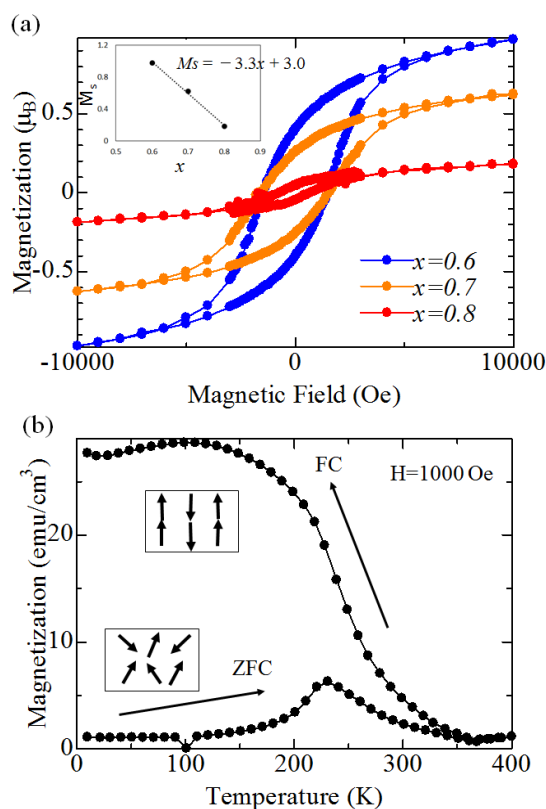 (a)
1.2
0.8
0.4
0
Ms
Ms = −3.3x + 3.0
0.5 0.6 0.7 0.8 0.9
x
0.5
0
-0.5
Magnetization (μB)
x=0.6
x=0.7
x=0.8
-10000 0 10000
Magnetic Field (Oe)
(b)
FC
H=1000 Oe
20
10
0
Magnetization (emu/cm3)
ZFC
0 100 200 300 400
Temperature (K)